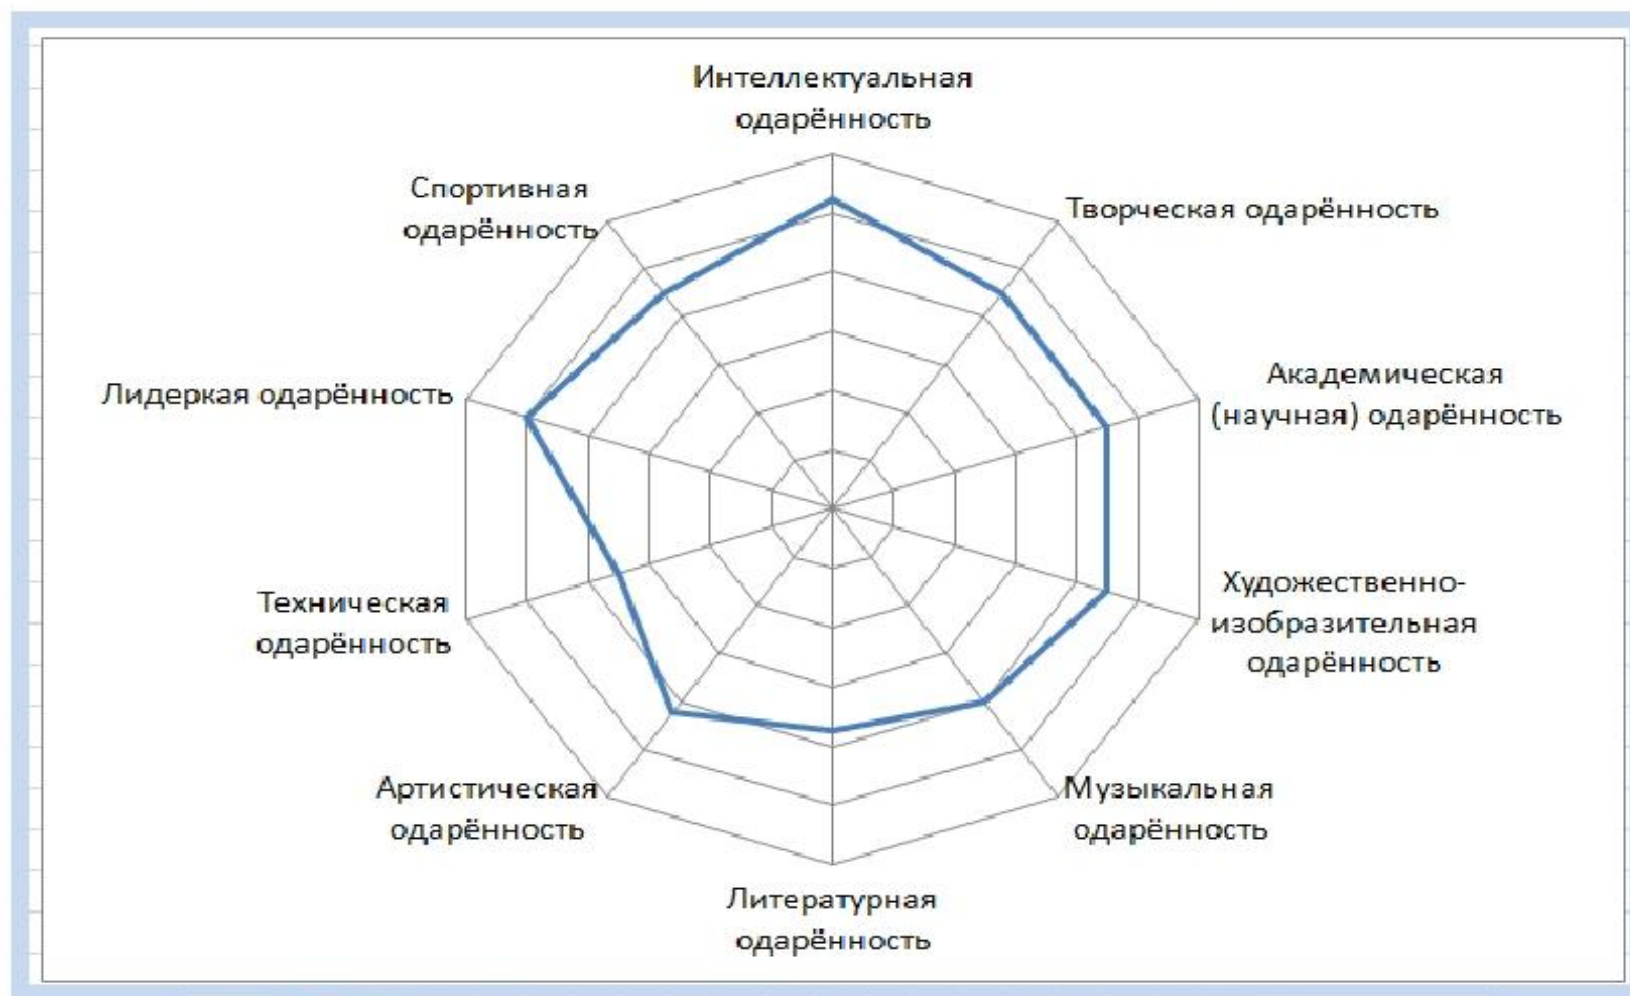 Интеллектуальная
одарённость
Творческая одарённость
Академическая
(научная) одарённость
Художественно-
изобразительная
одарённость
Музыкальная
одарённость
Литературная
одарённость
Артистическая
одарённость
Техническая
одарённость
Лидеркая одарённость
Спортивная
одарённость